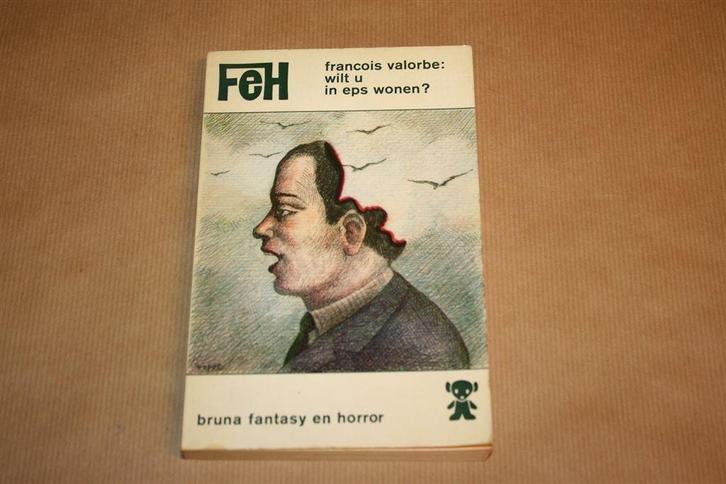 FeH
francois valorbe:
wilt u
in eps wonen?
bruna fantasy en horror